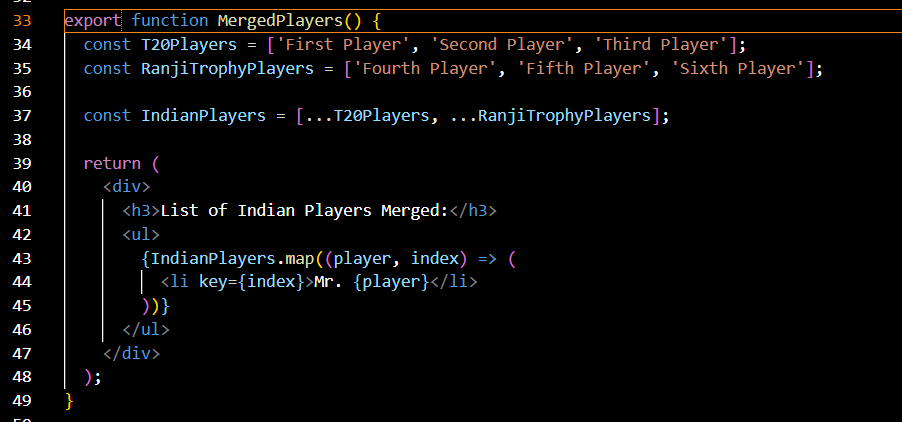 33 export function MergedPlayers() {
34 const T20Players = ['First Player', 'Second Player', 'Third Player'];
35 const RanjiTrophyPlayers = ['Fourth Player', 'Fifth Player', 'Sixth Player'];
36
37 const IndianPlayers = [...T20Players, ...RanjiTrophyPlayers];
38
39 return (
40 <div>
41 <h3>List of Indian Players Merged:</h3>
42 <ul>
43 {IndianPlayers.map((player, index) => (
44 <li key={index}>Mr. {player}</li>
45 ))}
46 </ul>
47 </div>
48 );
49 }